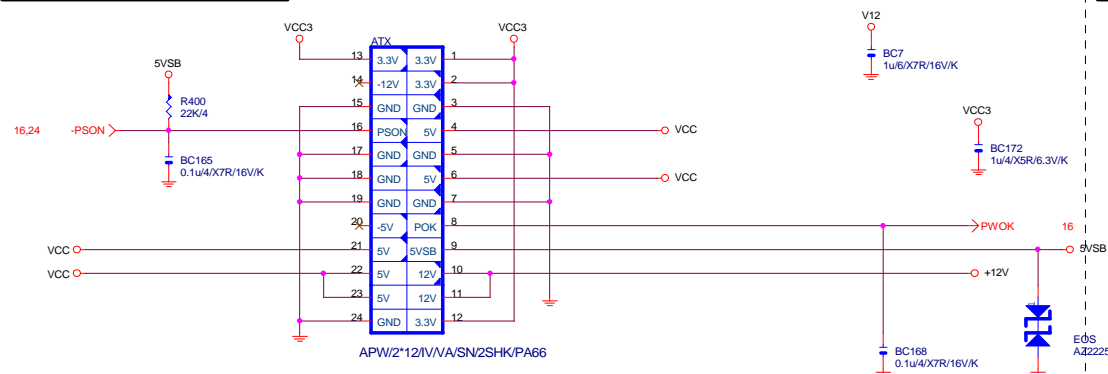 V12
VCC3
VCC3
ATX
5VSB
R400
22K/4
16,24
-PSON
BC165
0.1u/4/X7R/16V/K
13
3.3V
3.3V
1
14
-12V
3.3V
2
15
GND
GND
3
16
PSON
5V
4
17
GND
GND
5
18
GND
5V
6
19
GND
GND
7
20
-5V
POK
8
21
5V
5VSB
9
22
5V
12V
10
23
5V
12V
11
24
GND
3.3V
12
APW/2*12/IV/VA/SN/2SHK/PA66
VCC
VCC
VCC
VCC
BC7
1u/6/X7R/16V/K
VCC3
BC172
1u/4/X5R/6.3V/K
PWOK
16
5VSB
+12V
BC168
0.1u/4/X7R/16V/K
EOS
AZ2225